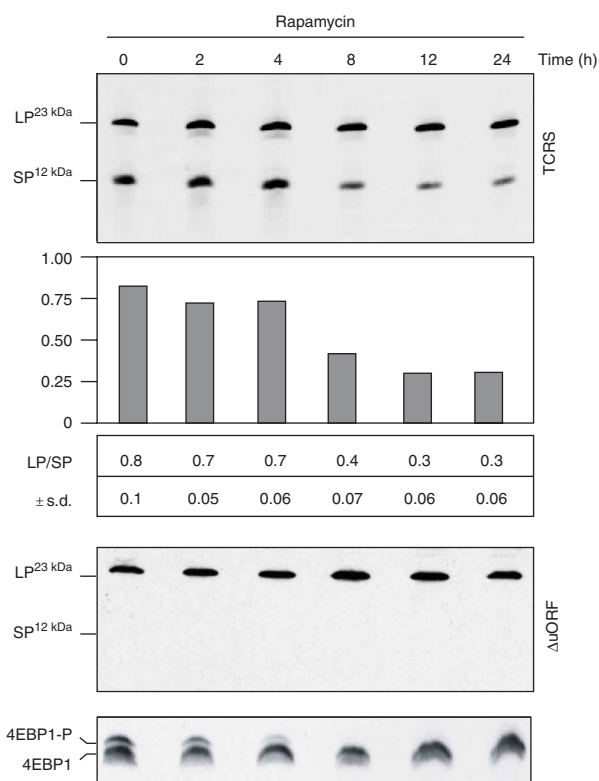 Rapamycin
0 2 4 8 12 24 Time (h)
LP23 kDa
SP12 kDa
TCRS
1.00
0.75
0.50
0.25
0
LP/SP 0.8 0.7 0.7 0.4 0.3 0.3
± s.d. 0.1 0.05 0.06 0.07 0.06 0.06
LP23 kDa
SP12 kDa
ΔuORF
4EBP1-P
4EBP1